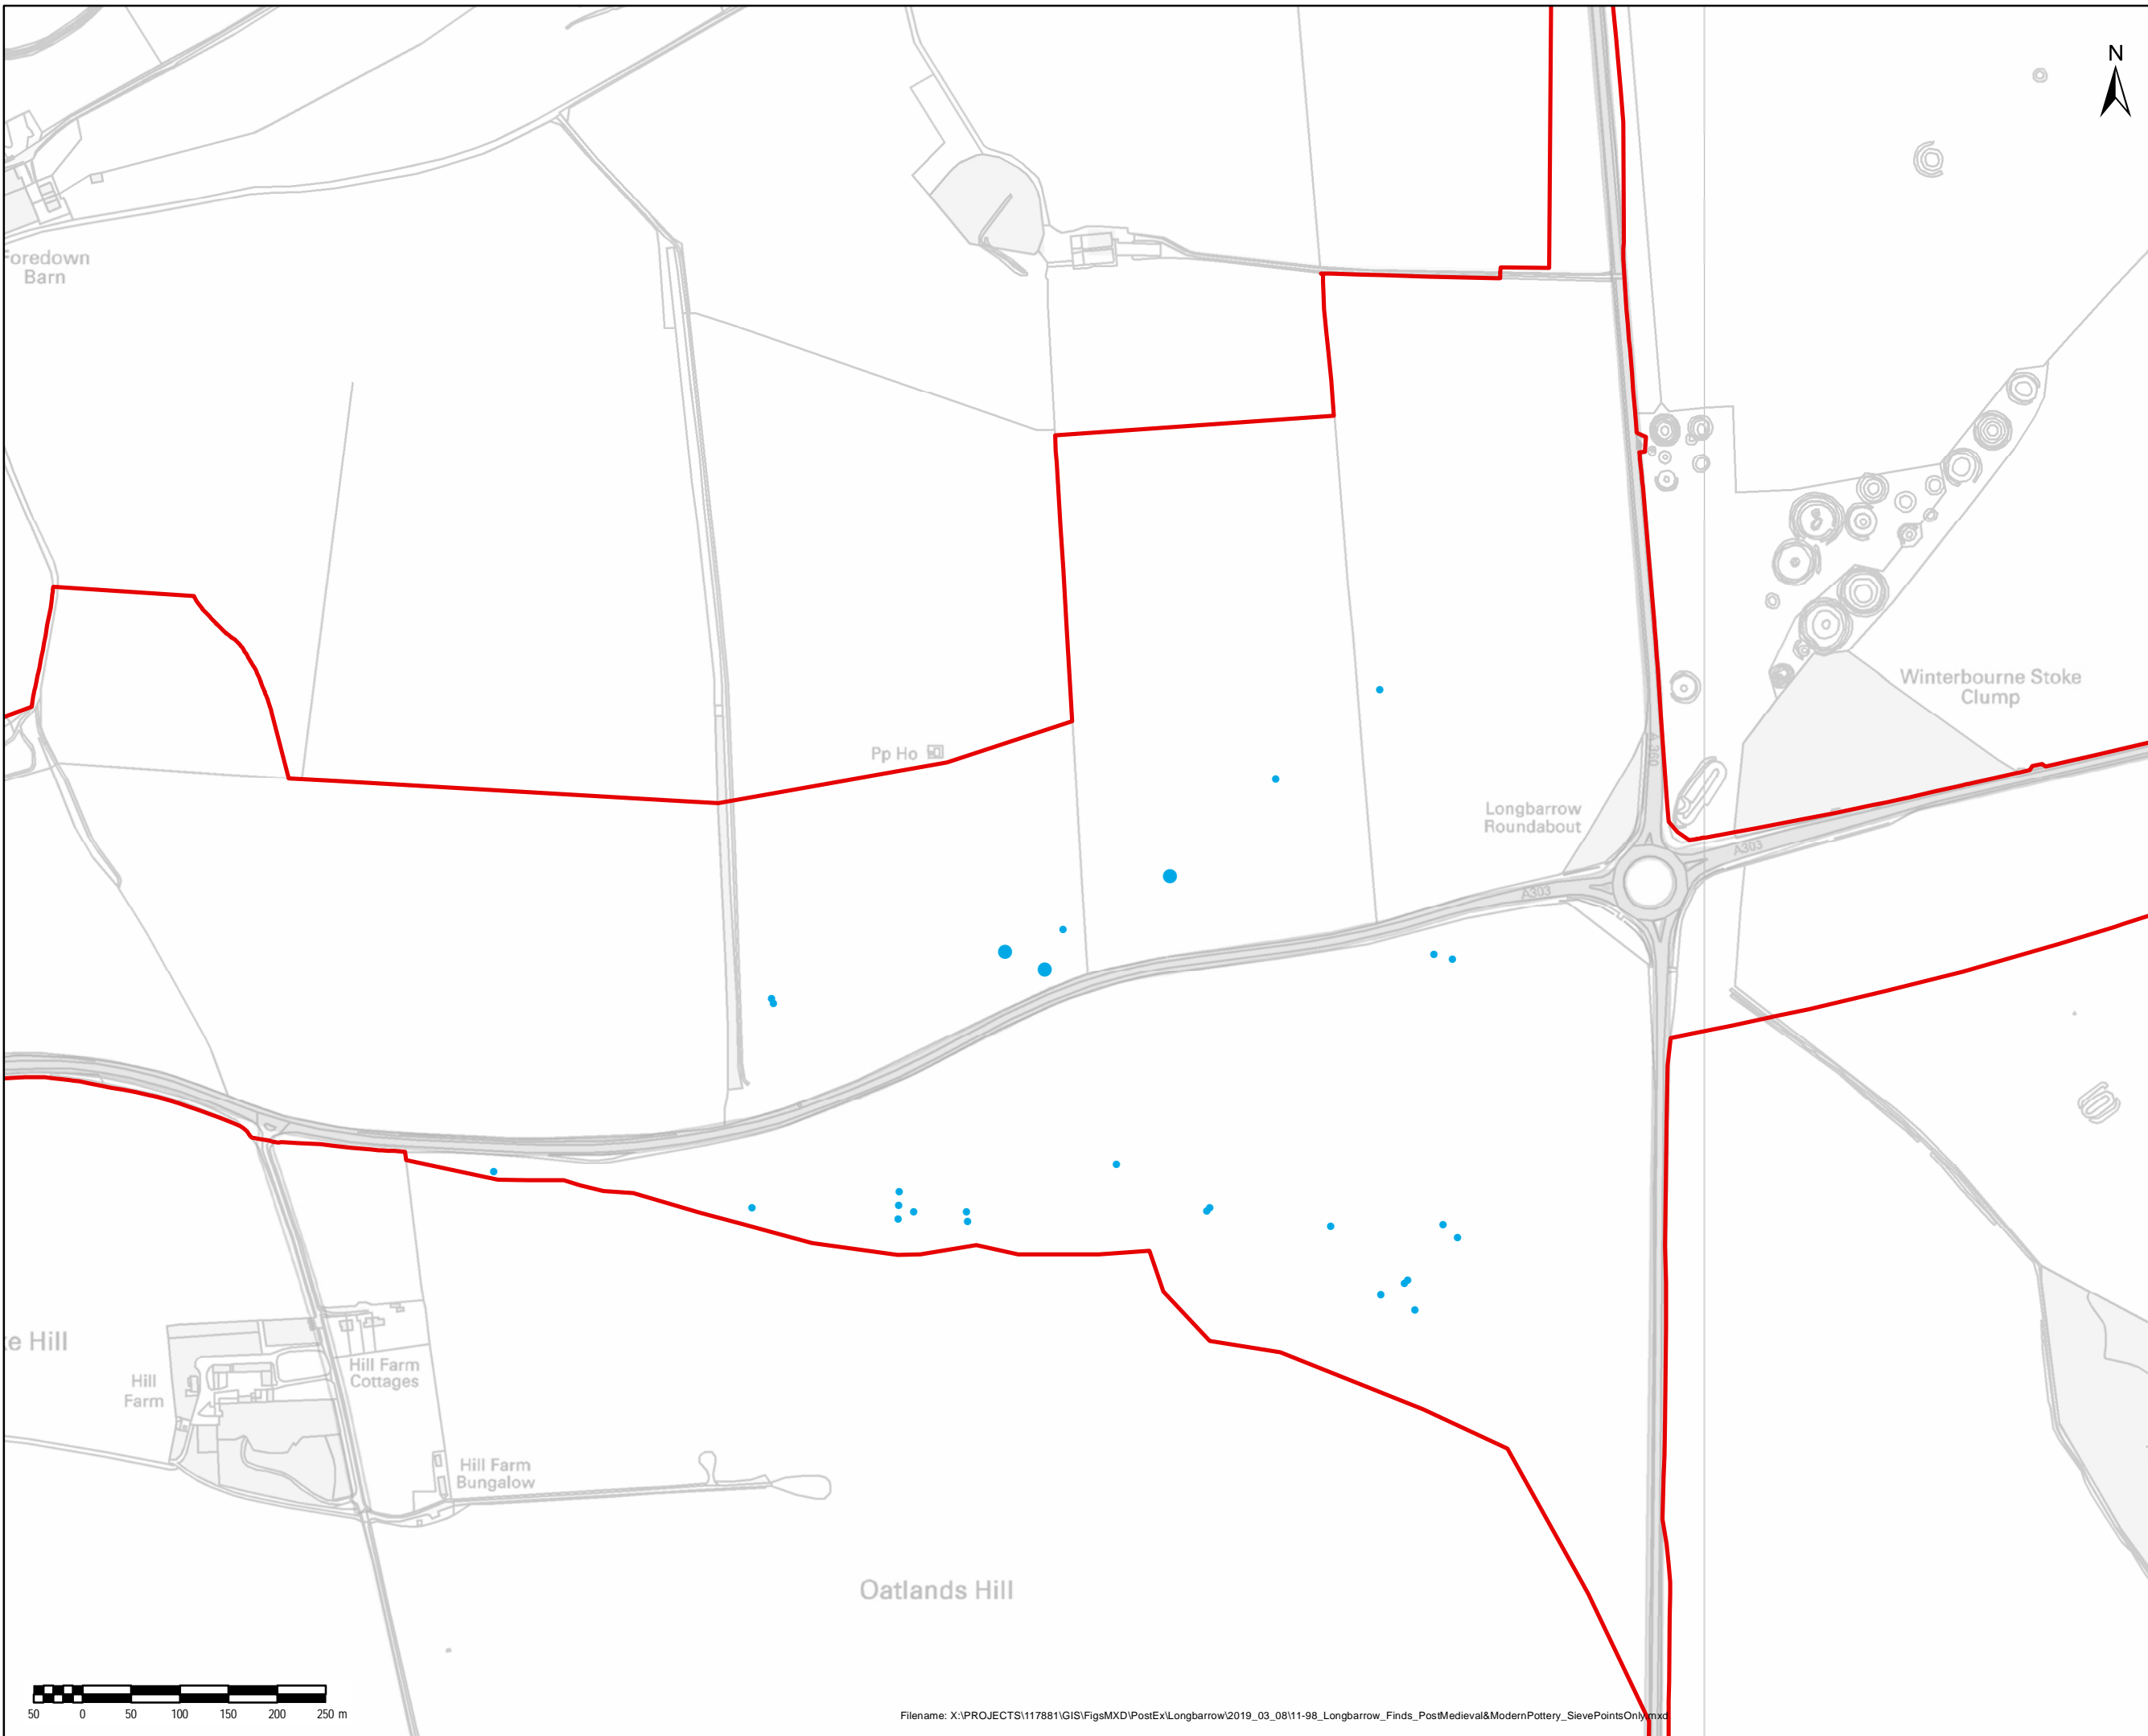 N
Foredown
Barn
Winterbourne Stoke
Clump
Pp Ho
A360
Longbarrow
Roundabout
A303
A303
e Hill
Hill Farm
Cottages
Hill
Farm
Hill Farm
Bungalow
Oatlands Hill
50 0 50 100 150 200 250 m
Filename: X:\PROJECTS\117881\GIS\FigsMXD\PostEx\Longbarrow\2019_03_08\11-98_Longbarrow_Finds_PostMedieval&ModernPottery_SievePointsOnly.mxd